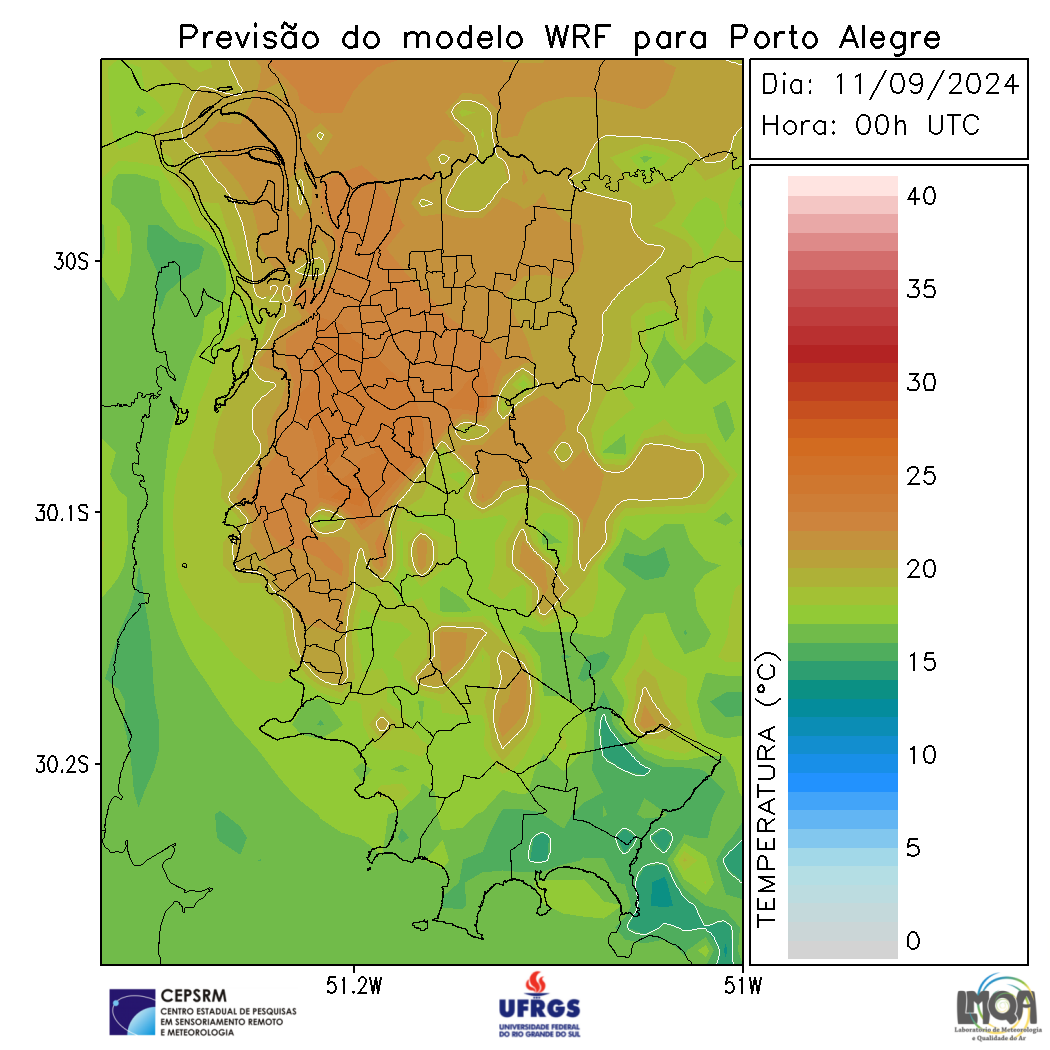 Previsão do modelo WRF para Porto Alegre
Dia: 11/09/2024
Hora: 00h UTC
30S
30.1S
30.2S
51.2W
51W
20
TEMPERATURA (°C)
40
35
30
25
20
15
10
5
0
CEPSRM
CENTRO ESTADUAL DE PESQUISAS
EM SENSORIAMENTO REMOTO
E METEOROLOGIA
UFRGS
UNIVERSIDADE FEDERAL
DO RIO GRANDE DO SUL
LMQA
Laboratório de Meteorologia
e Qualidade do Ar